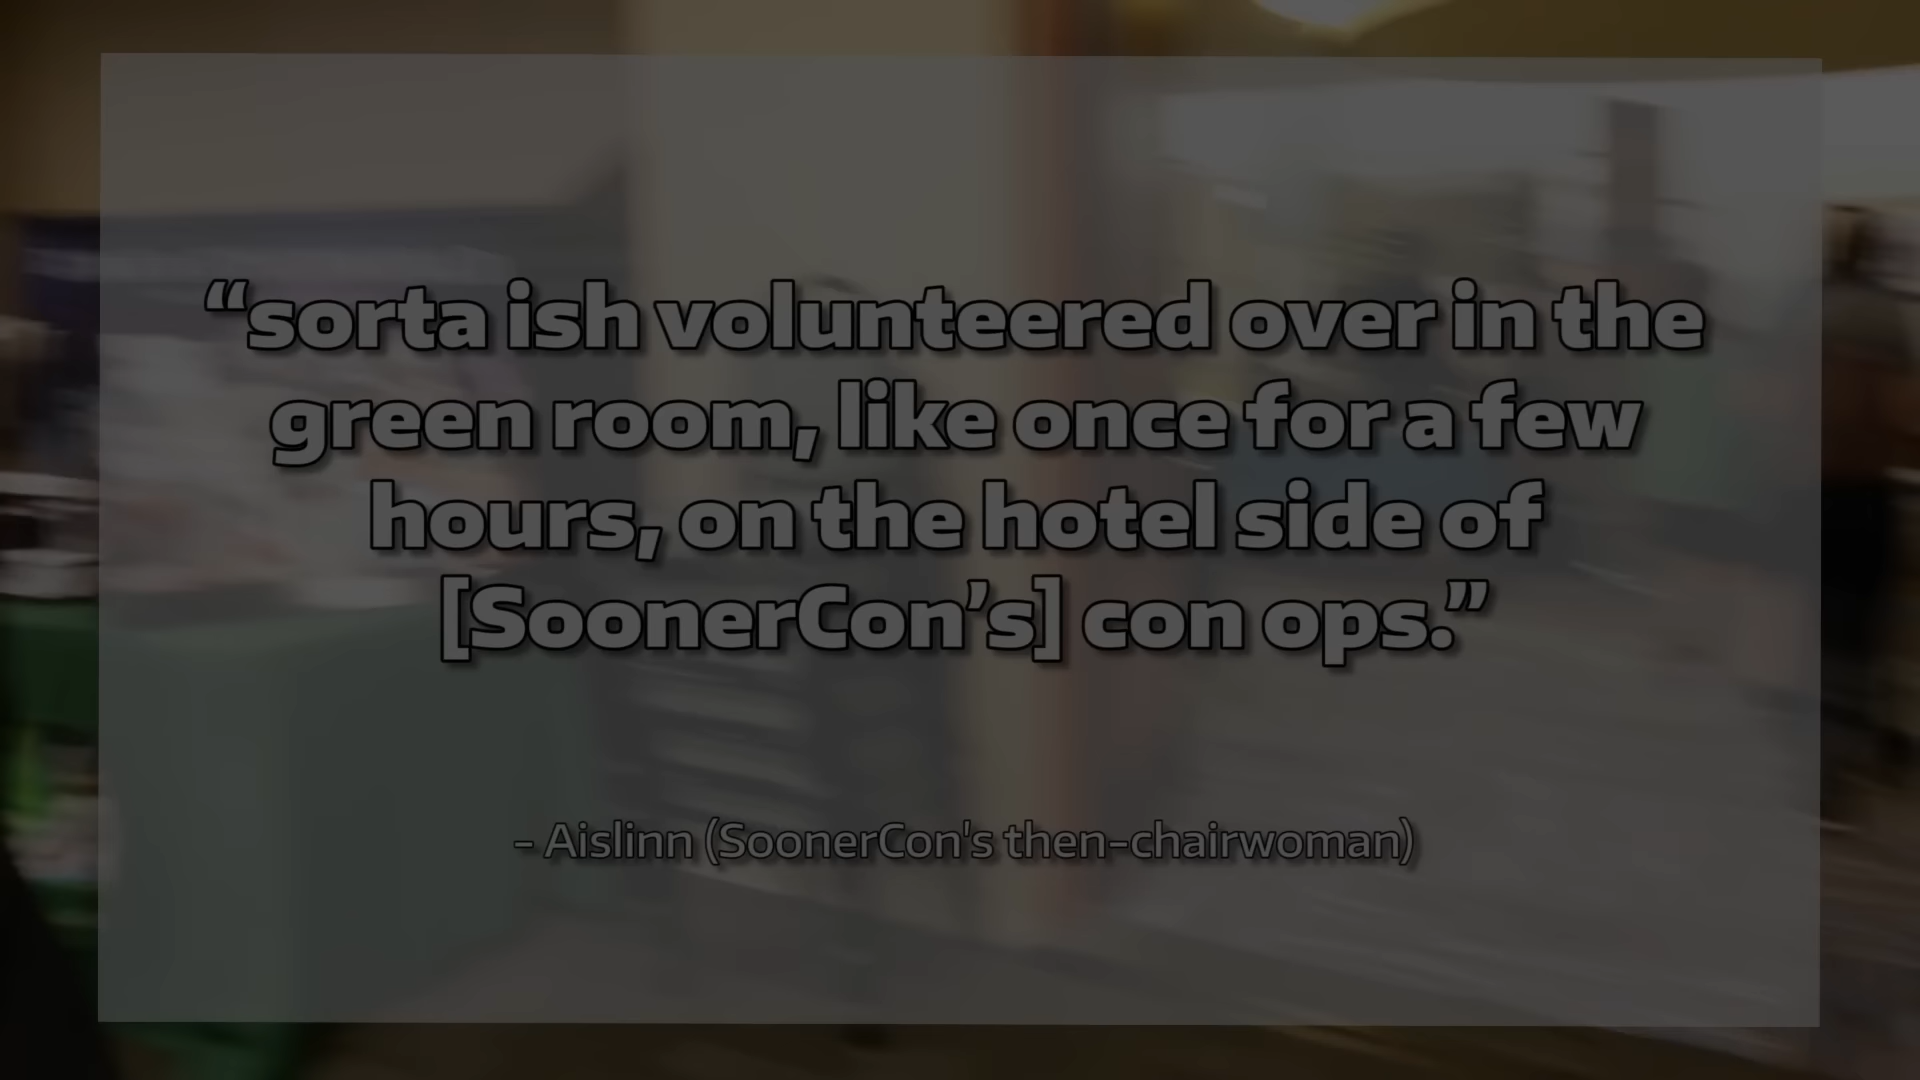 “sorta ish volunteered over in the
green room, like once for a few
hours, on the hotel side of
[SoonerCon’s] con ops.”
- Aislinn (SoonerCon's then-chairwoman)